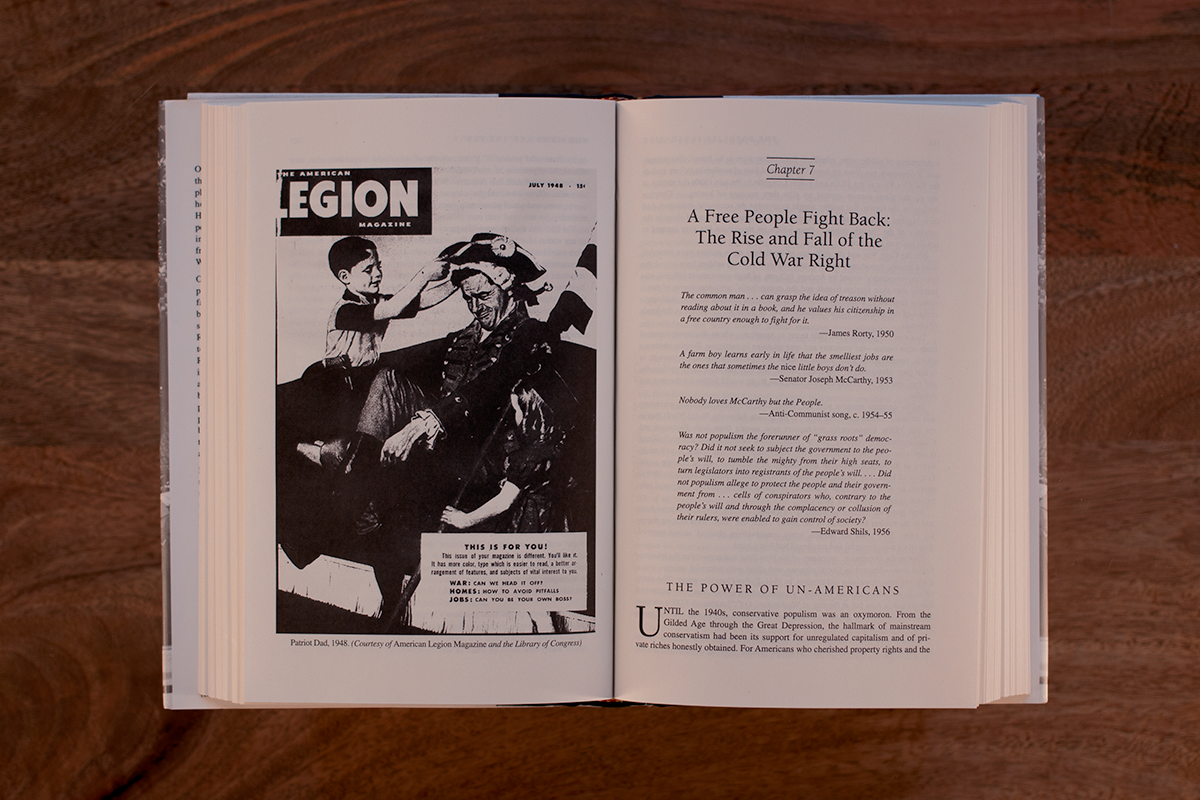 THE AMERICAN
LEGION
MAGAZINE
JULY 1948 · 15¢
THIS IS FOR YOU!
This issue of your magazine is different. You'll like it.
It has more color, type which is easier to read, a better ar-
rangement of features, and subjects of vital interest to you
WAR: CAN WE HEAD IT OFF?
HOMES: HOW TO AVOID PITFALLS
JOBS: CAN YOU BE YOUR OWN BOSS?
Patriot Dad, 1948. (Courtesy of American Legion Magazine and the Library of Congress)
Chapter 7
A Free People Fight Back:
The Rise and Fall of the
Cold War Right
The common man . . . can grasp the idea of treason without
reading about it in a book, and he values his citizenship in
a free country enough to fight for it.
—James Rorty, 1950
A farm boy learns early in life that the smelliest jobs are
the ones that sometimes the nice little boys don't do.
—Senator Joseph McCarthy, 1953
Nobody loves McCarthy but the People.
—Anti-Communist song, c. 1954–55
Was not populism the forerunner of "grass roots" democ-
racy? Did it not seek to subject the government to the peo-
ple's will, to tumble the mighty from their high seats, to
turn legislators into registrants of the people's will. . . . Did
not populism allege to protect the people and their govern-
ment from . . . cells of conspirators who, contrary to the
people's will and through the complacency or collusion of
their rulers, were enabled to gain control of society?
—Edward Shils, 1956
THE POWER OF UN-AMERICANS
UNTIL the 1940s, conservative populism was an oxymoron. From the
Gilded Age through the Great Depression, the hallmark of mainstream
conservatism had been its support for unregulated capitalism and of pri-
vate riches honestly obtained. For Americans who cherished property rights and the